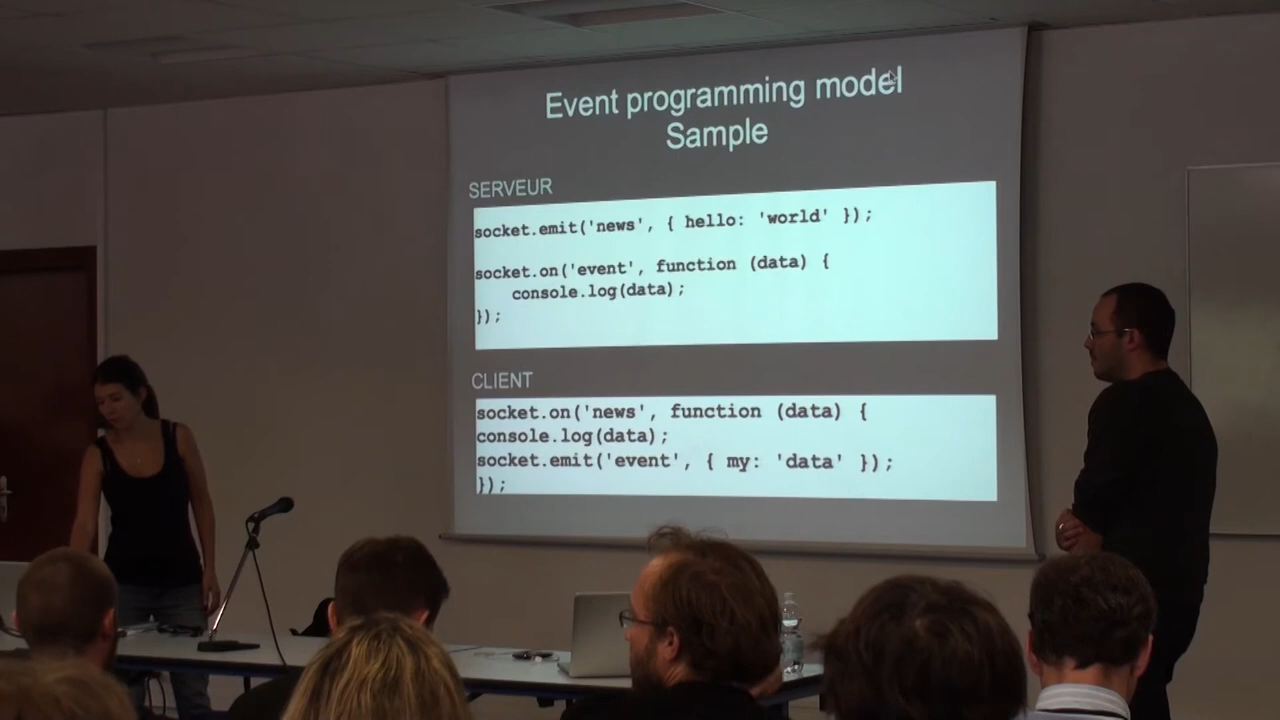 Event programming model
Sample
SERVEUR
socket.emit('news', { hello: 'world' });
socket.on('event', function (data) {
console.log(data);
});
CLIENT
socket.on('news', function (data) {
console.log(data);
socket.emit('event', { my: 'data' });
});